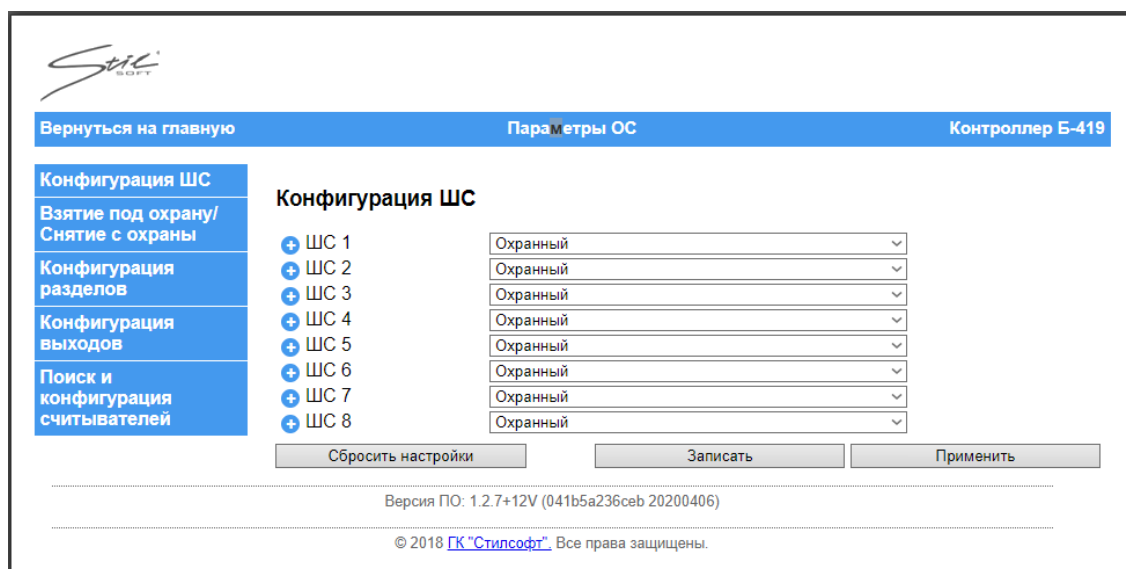 Stil
SOFT
Вернуться на главную Параметры ОС Контроллер Б-419
Конфигурация ШС
Взятие под охрану/
Снятие с охраны
Конфигурация
разделов
Конфигурация
выходов
Поиск и
конфигурация
считывателей
Конфигурация ШС
ШС 1 Охранный
ШС 2 Охранный
ШС 3 Охранный
ШС 4 Охранный
ШС 5 Охранный
ШС 6 Охранный
ШС 7 Охранный
ШС 8 Охранный
Сбросить настройки Записать Применить
Версия ПО: 1.2.7+12V (041b5a236ceb 20200406)
© 2018 ГК "Стилсофт". Все права защищены.